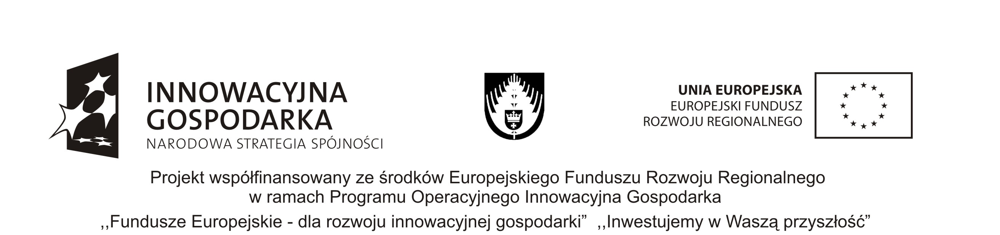 INNOWACYJNA
GOSPODARKA
NARODOWA STRATEGIA SPÓJNOŚCI
UNIA EUROPEJSKA
EUROPEJSKI FUNDUSZ
ROZWOJU REGIONALNEGO
Projekt współfinansowany ze środków Europejskiego Funduszu Rozwoju Regionalnego
w ramach Programu Operacyjnego Innowacyjna Gospodarka
,,Fundusze Europejskie - dla rozwoju innowacyjnej gospodarki” ,,Inwestujemy w Waszą przyszłość”